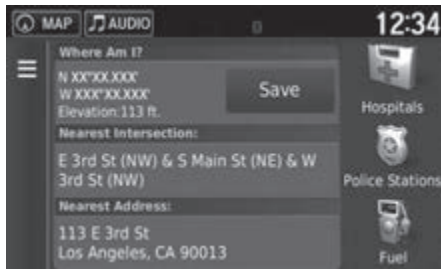 MAP AUDIO 12:34
Where Am I?
N XX°XX.XXX'
W XXX°XX.XXX'
Elevation:113 ft.
Save
Hospitals
Nearest Intersection:
E 3rd St (NW) & S Main St (NE) & W
3rd St (NW)
Police Stations
Nearest Address:
113 E 3rd St
Los Angeles, CA 90013
Fuel